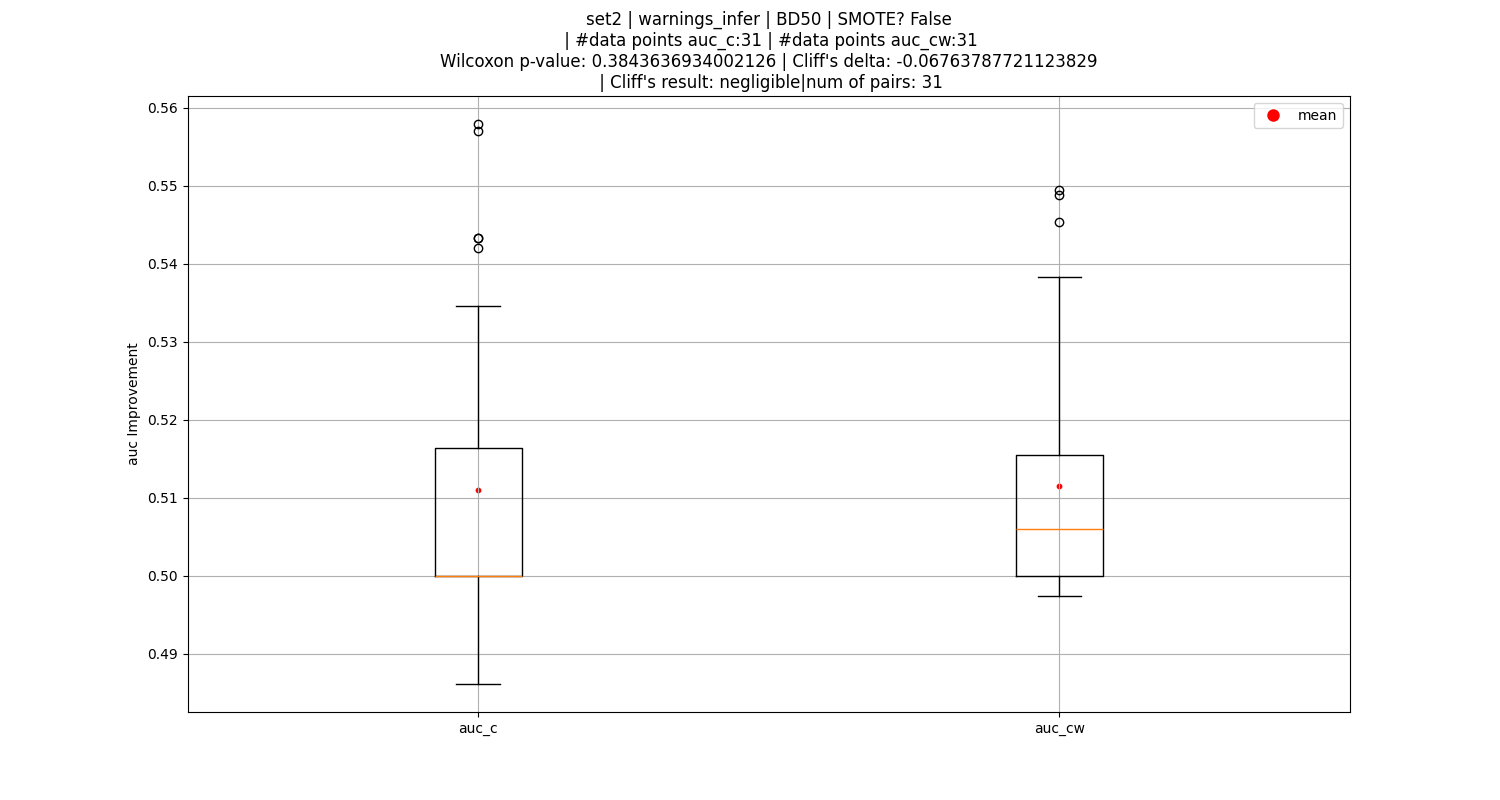 set2 | warnings_infer | BD50 | SMOTE? False
| #data points auc_c:31 | #data points auc_cw:31
Wilcoxon p-value: 0.3843636934002126 | Cliff's delta: -0.06763787721123829
| Cliff's result: negligible|num of pairs: 31
mean
0.56
0.55
0.54
0.53
0.52
0.51
0.50
0.49
auc Improvement
auc_c
auc_cw